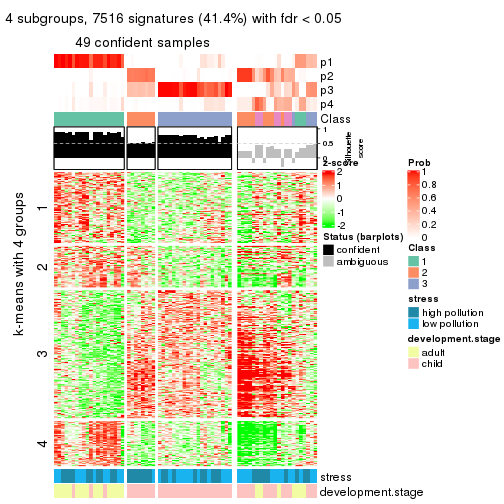 4 subgroups, 7516 signatures (41.4%) with fdr < 0.05
49 confident samples
p1
p2
p3
p4
Class
1
0.5
0
Silhouette
score
k-means with 4 groups
1
2
3
4
stress
development.stage
z-score
2
1
0
-1
-2
Status (barplots)
confident
ambiguous
Prob
1
0.8
0.6
0.4
0.2
0
Class
1
2
3
stress
high pollution
low pollution
development.stage
adult
child